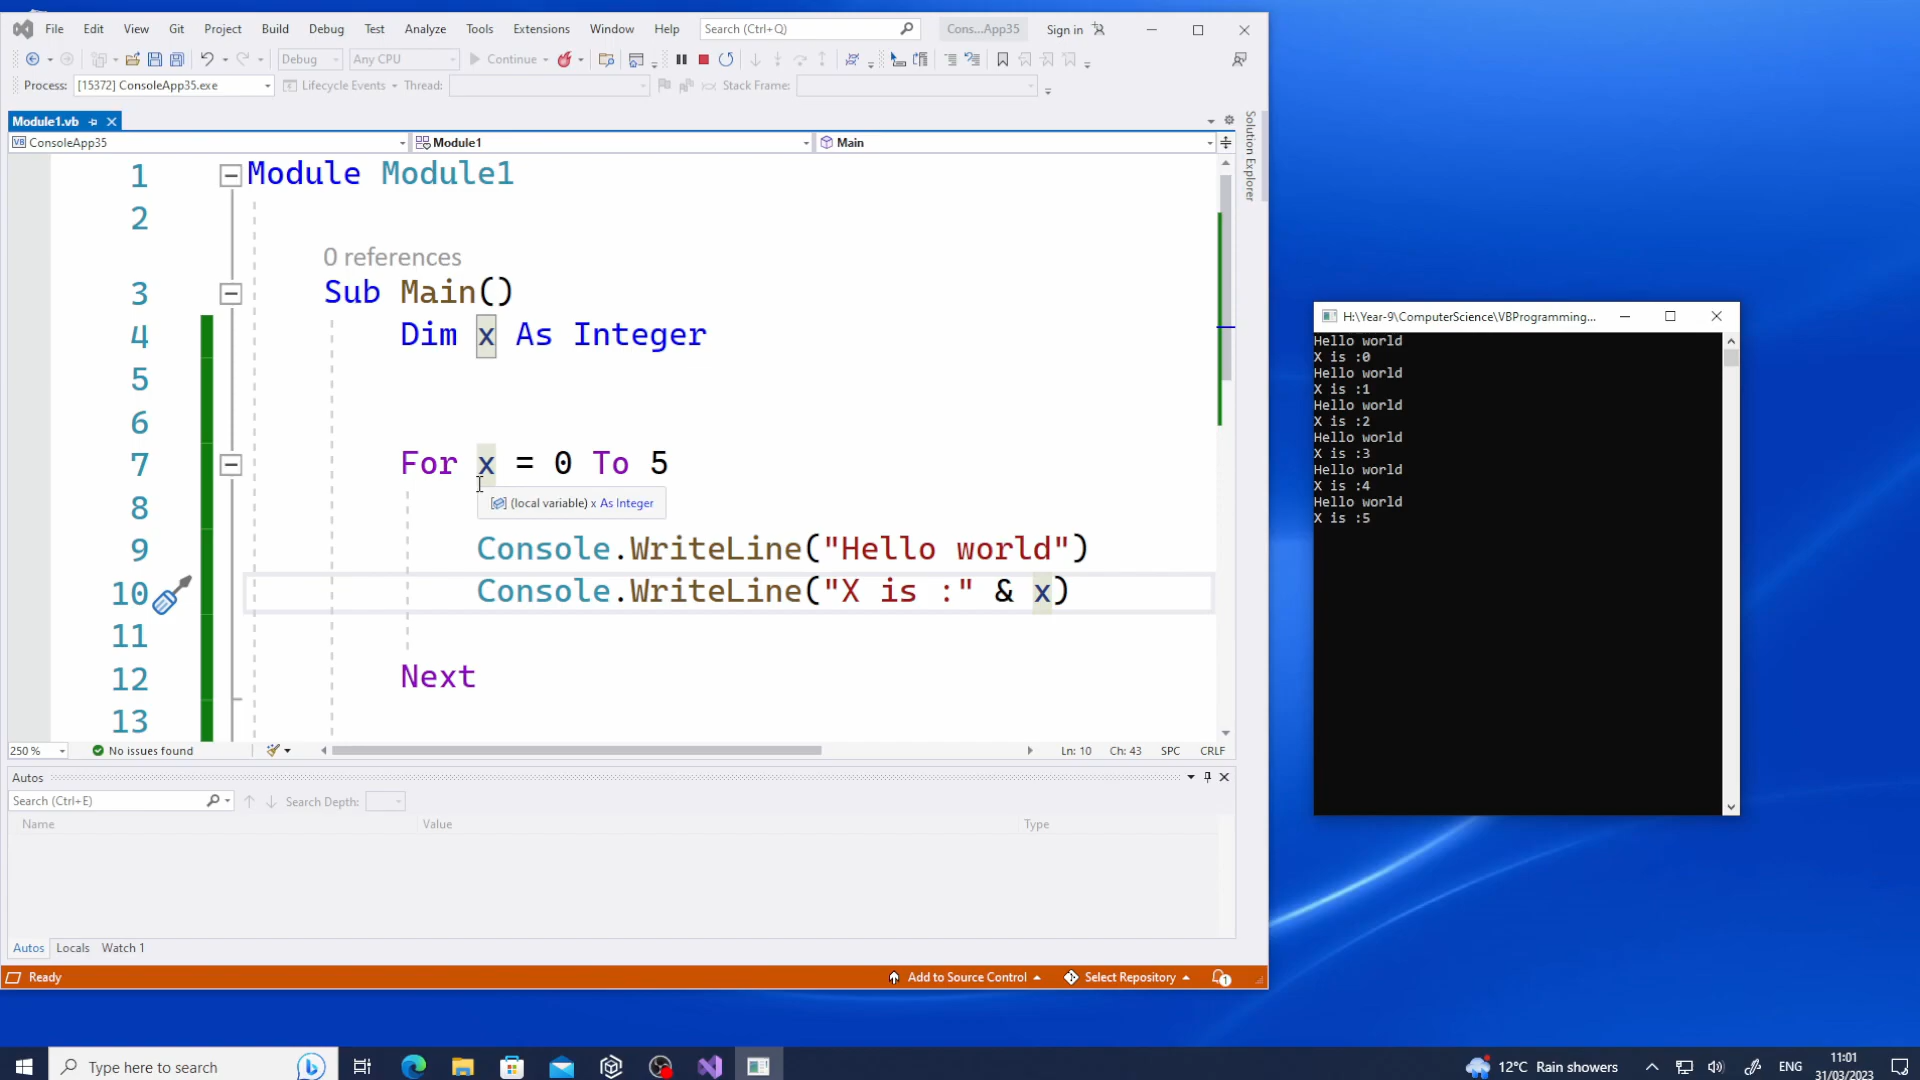 File Edit View Git Project Build Debug Test Analyze Tools Extensions Window Help Search (Ctrl+Q) Cons...App35 Sign in
Debug Any CPU Continue
Process: [15372] ConsoleApp35.exe Lifecycle Events Thread: Stack Frame:
Module1.vb
VB ConsoleApp35 Module1 Main
1 Module Module1
2
0 references
3 Sub Main()
4 Dim x As Integer
5
6
7 For x = 0 To 5
8 (local variable) x As Integer
9 Console.WriteLine("Hello world")
10 Console.WriteLine("X is :" & x)
11
12 Next
13
250 % No issues found Ln: 10 Ch: 43 SPC CRLF
Autos
Search (Ctrl+E) Search Depth:
Name Value Type
Autos Locals Watch 1
Ready Add to Source Control Select Repository 1
Solution Explorer
H:\Year-9\ComputerScience\VBProgramming...
Hello world
X is :0
Hello world
X is :1
Hello world
X is :2
Hello world
X is :3
Hello world
X is :4
Hello world
X is :5
Type here to search
12°C Rain showers ENG
11:01
31/03/2023